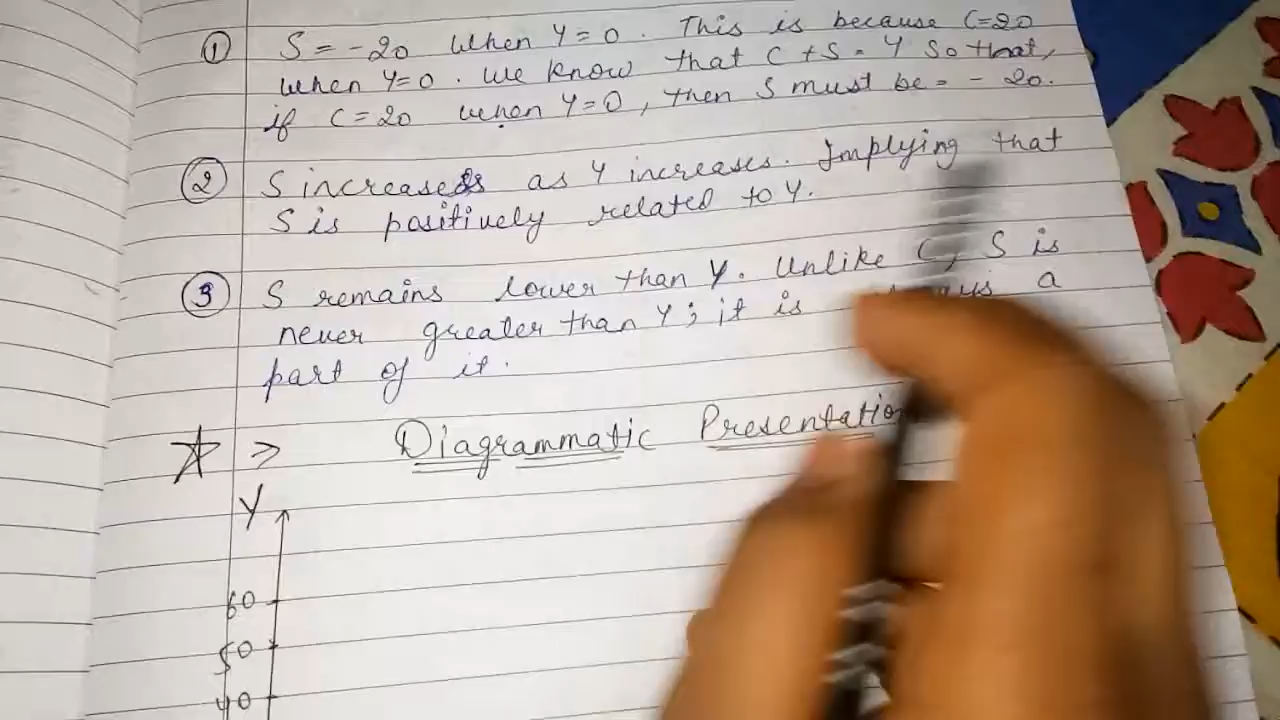 ① S = -20 when Y = 0. This is because C = 20
when Y=0. We know that C + S = Y so that,
if C = 20 when Y = 0, then S must be = - 20.
② S increases as Y increases. Implying that
S is positively related to Y.
③ S remains lower than Y. Unlike C, S is
never greater than Y; it is a
part of it.
> Diagrammatic Presentation
Y
60
50
40